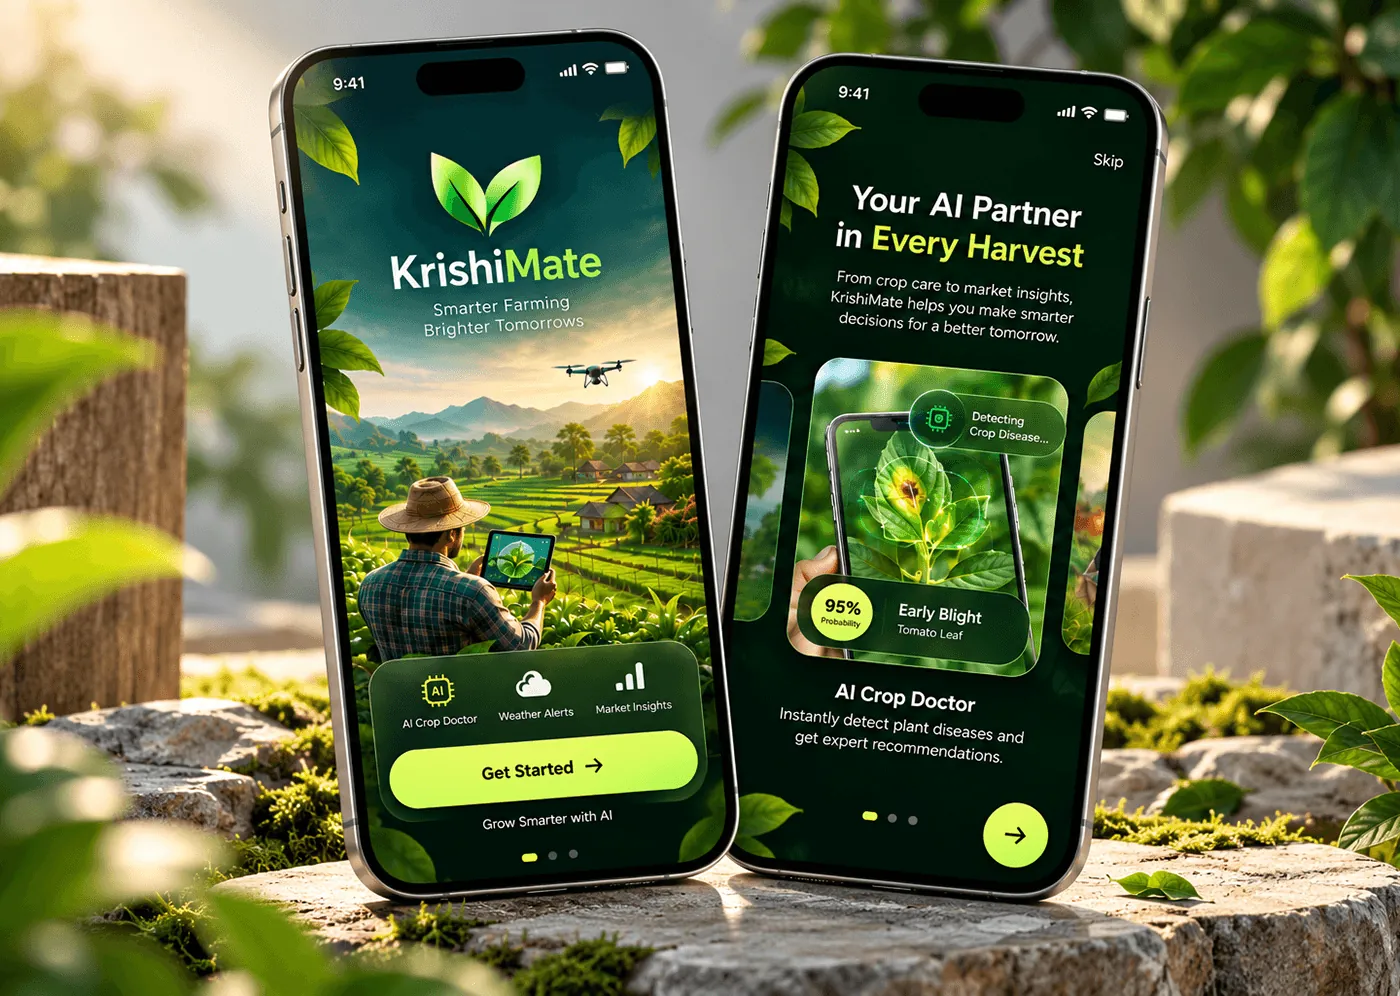 9:41
KrishiMate
Smarter Farming
Brighter Tomorrows
AI
AI Crop Doctor
Weather Alerts
Market Insights
Get Started →
Grow Smarter with AI
9:41
Skip
Your AI Partner
in Every Harvest
From crop care to market insights,
KrishiMate helps you make smarter
decisions for a better tomorrow.
Detecting
Crop Disease...
95%
Probability
Early Blight
Tomato Leaf
AI Crop Doctor
Instantly detect plant diseases and
get expert recommendations.